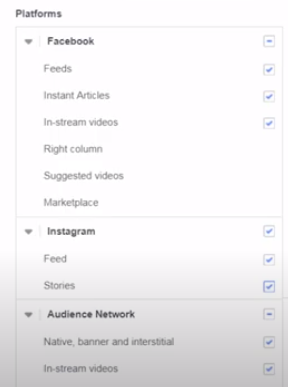 Platforms
Facebook
Feeds
Instant Articles
In-stream videos
Right column
Suggested videos
Marketplace
Instagram
Feed
Stories
Audience Network
Native, banner and interstitial
In-stream videos